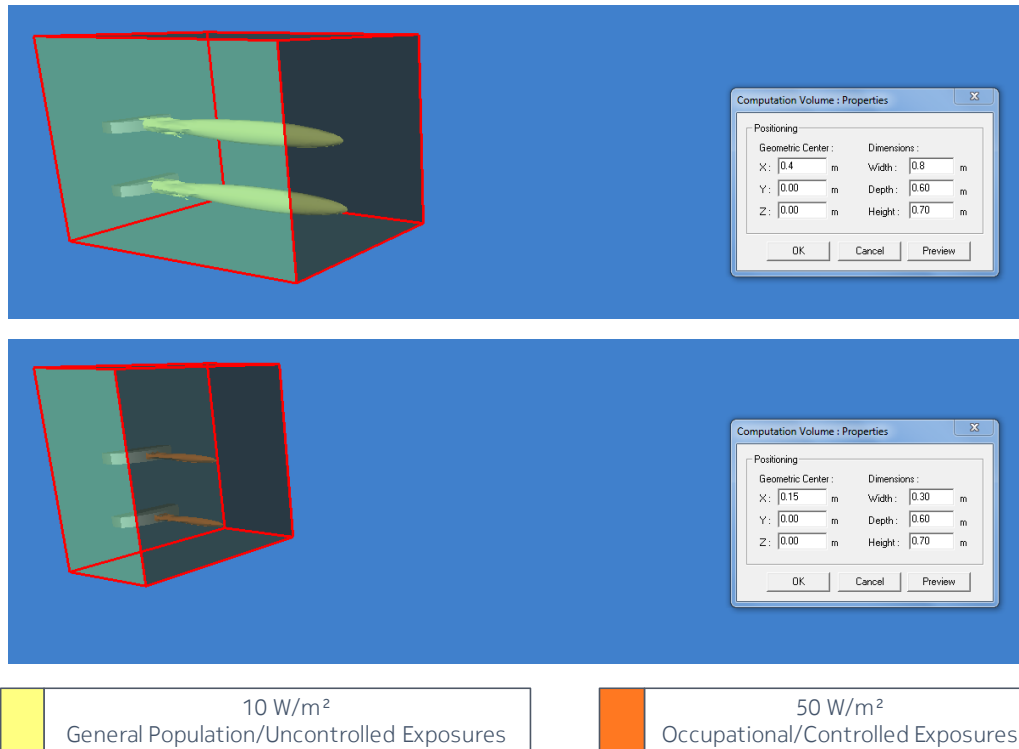 Computation Volume : Properties
X
Positioning
Geometric Center :
Dimensions :
X : 0.4 m
Width : 0.8 m
Y : 0.00 m
Depth : 0.60 m
Z : 0.00 m
Height : 0.70 m
OK
Cancel
Preview
Computation Volume : Properties
X
Positioning
Geometric Center :
Dimensions :
X : 0.15 m
Width : 0.30 m
Y : 0.00 m
Depth : 0.60 m
Z : 0.00 m
Height : 0.70 m
OK
Cancel
Preview
10 W/m²
General Population/Uncontrolled Exposures
50 W/m²
Occupational/Controlled Exposures